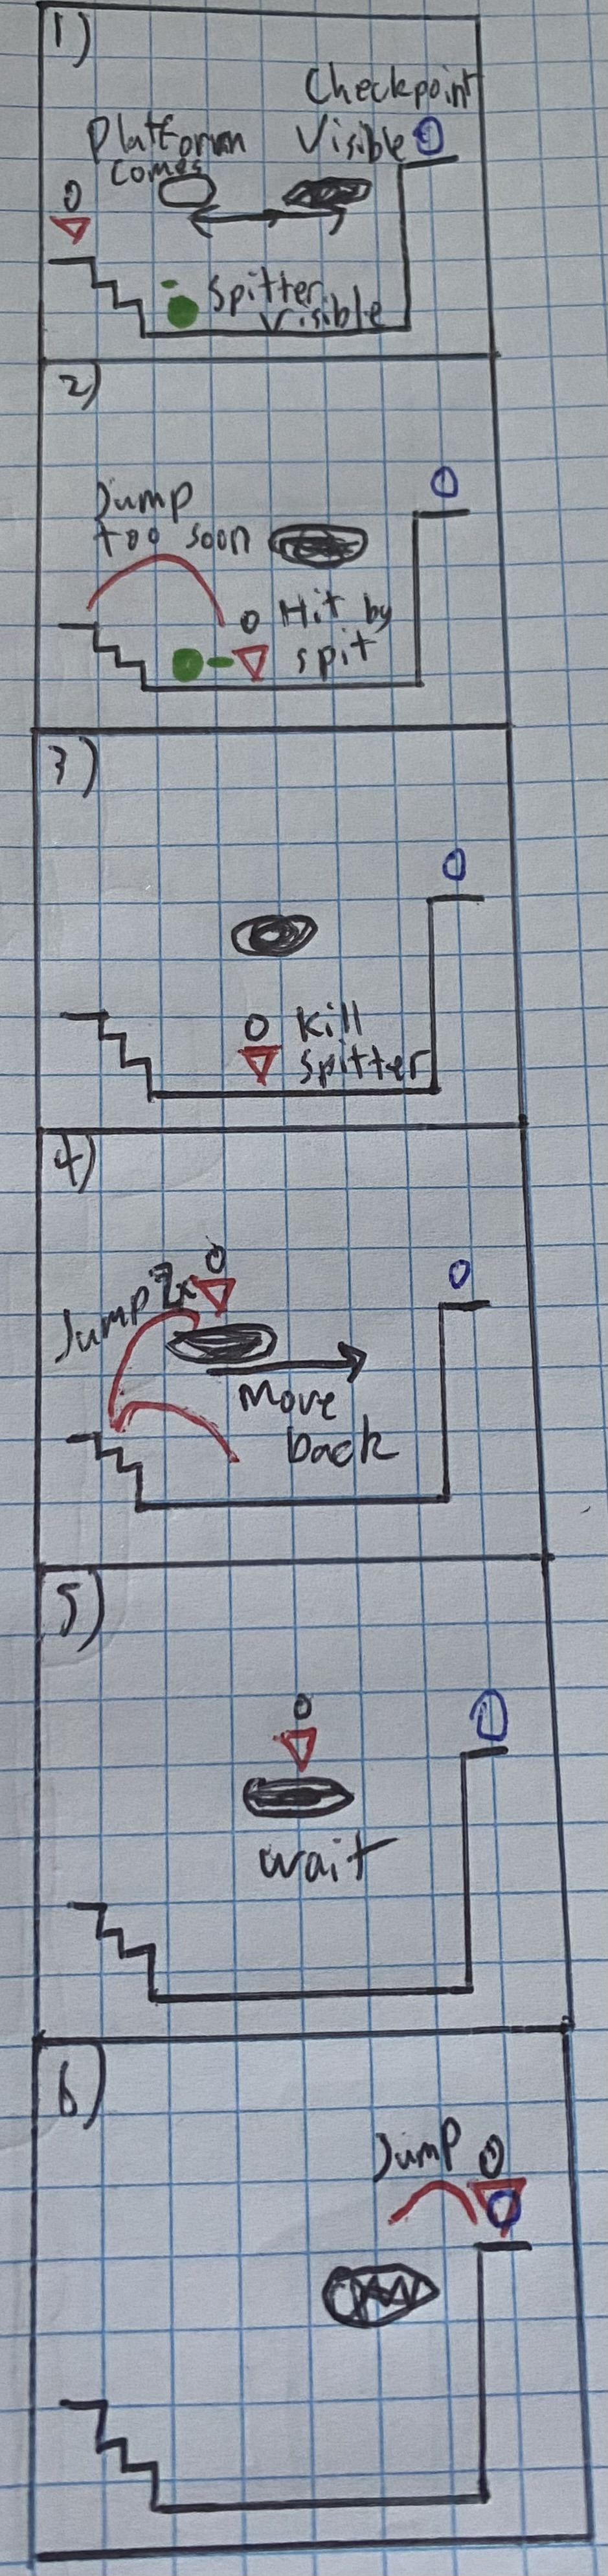 1)
Checkpoint
Platform Visible
comes
Spitter
Visible
2)
Jump
too soon
Hit by
spit
3)
Kill
Spitter
4)
Jump 2x
Move
back
5)
wait
6)
Jump